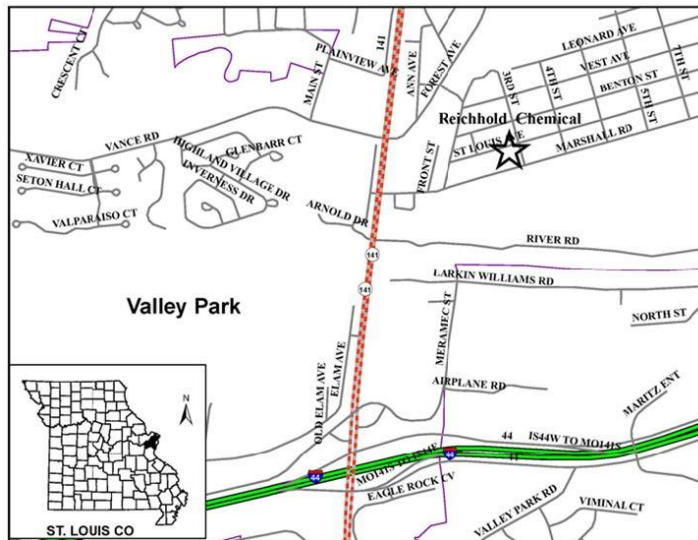 CRESCENT CT
PLAINVIEW AVE
MAIN ST
141
ANN AVE
FOREST AVE
LEONARD AVE
VEST AVE
BENTON ST
3RD ST
4TH ST
5TH ST
7TH ST
Reichhold Chemical
ST LOUIS AVE
MARSHALL RD
FRONT ST
VANCE RD
XAVIER CT
SETON HALL CT
VALPARAISO CT
GLENBARR CT
HIGHLAND VILLAGE DR
INVERNESS DR
ARNOLD DR
RIVER RD
141
LARKIN WILLIAMS RD
141
Valley Park
NORTH ST
MERAMEC ST
ELAM AVE
OLD ELAM AVE
AIRPLANE RD
MARITZ ENT
44
IS44W TO MO141S
44
44
EAGLE ROCK CV
VALLEY PARK RD
VIMINAL CT
N
ST. LOUIS CO